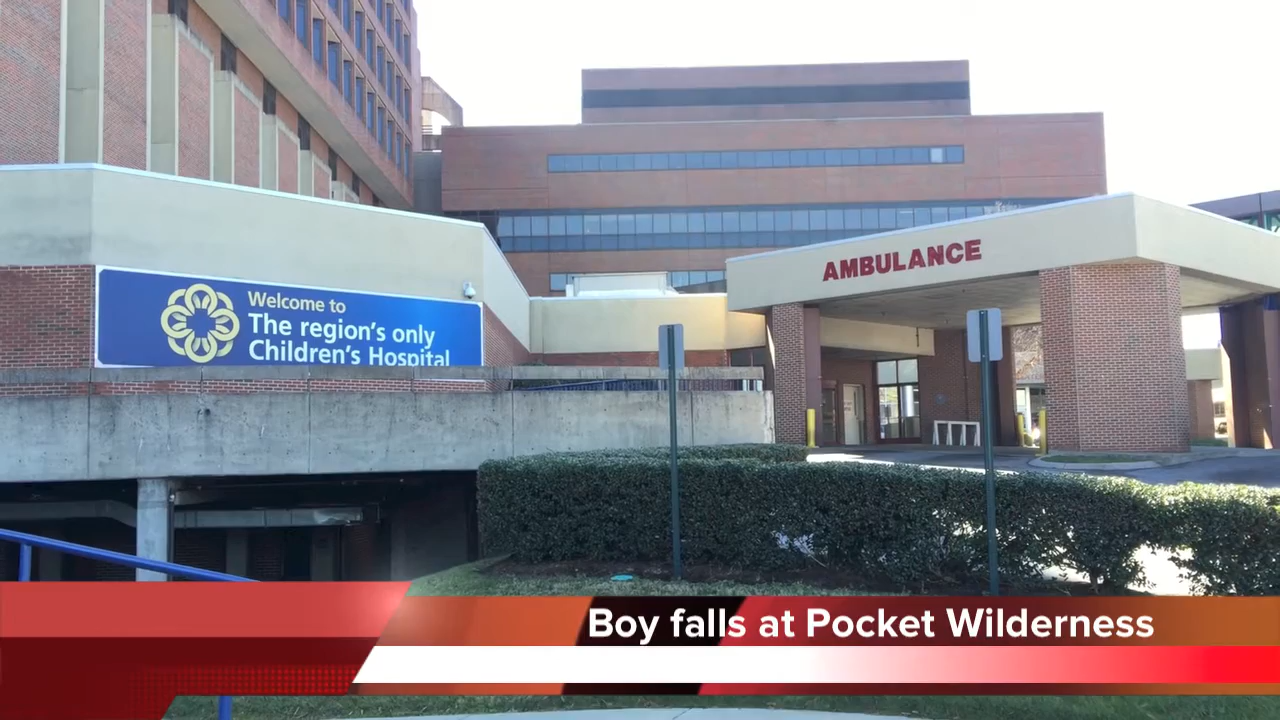 AMBULANCE
Welcome to
The region's only
Children's Hospital
Boy falls at Pocket Wilderness